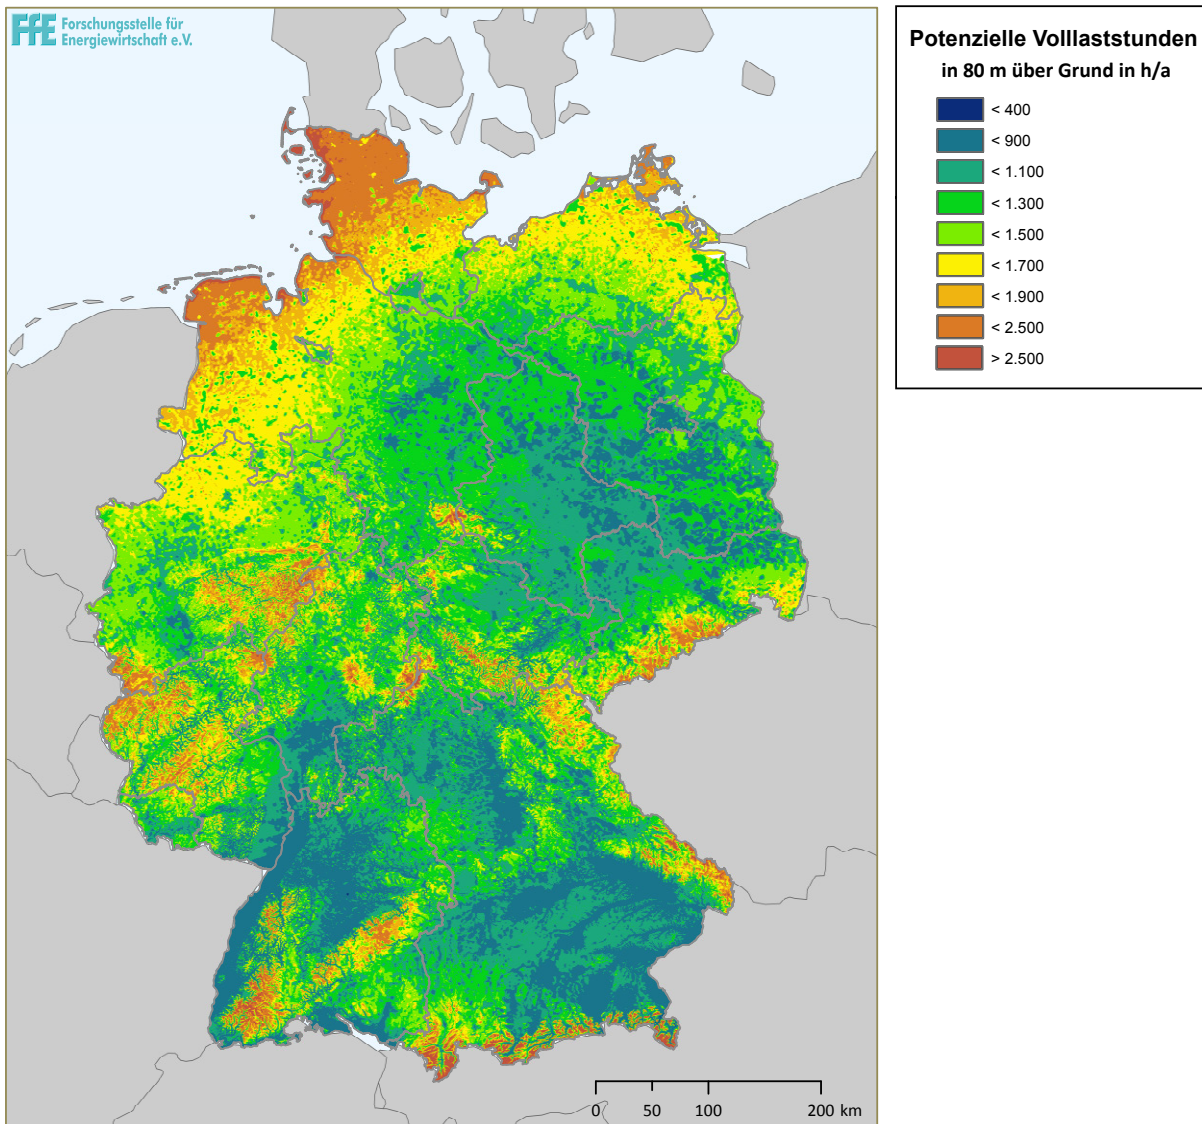 FfE Forschungsstelle für
Energiewirtschaft e.V.
Potenzielle Volllaststunden
in 80 m über Grund in h/a
< 400
< 900
< 1.100
< 1.300
< 1.500
< 1.700
< 1.900
< 2.500
> 2.500
0 50 100 200 km